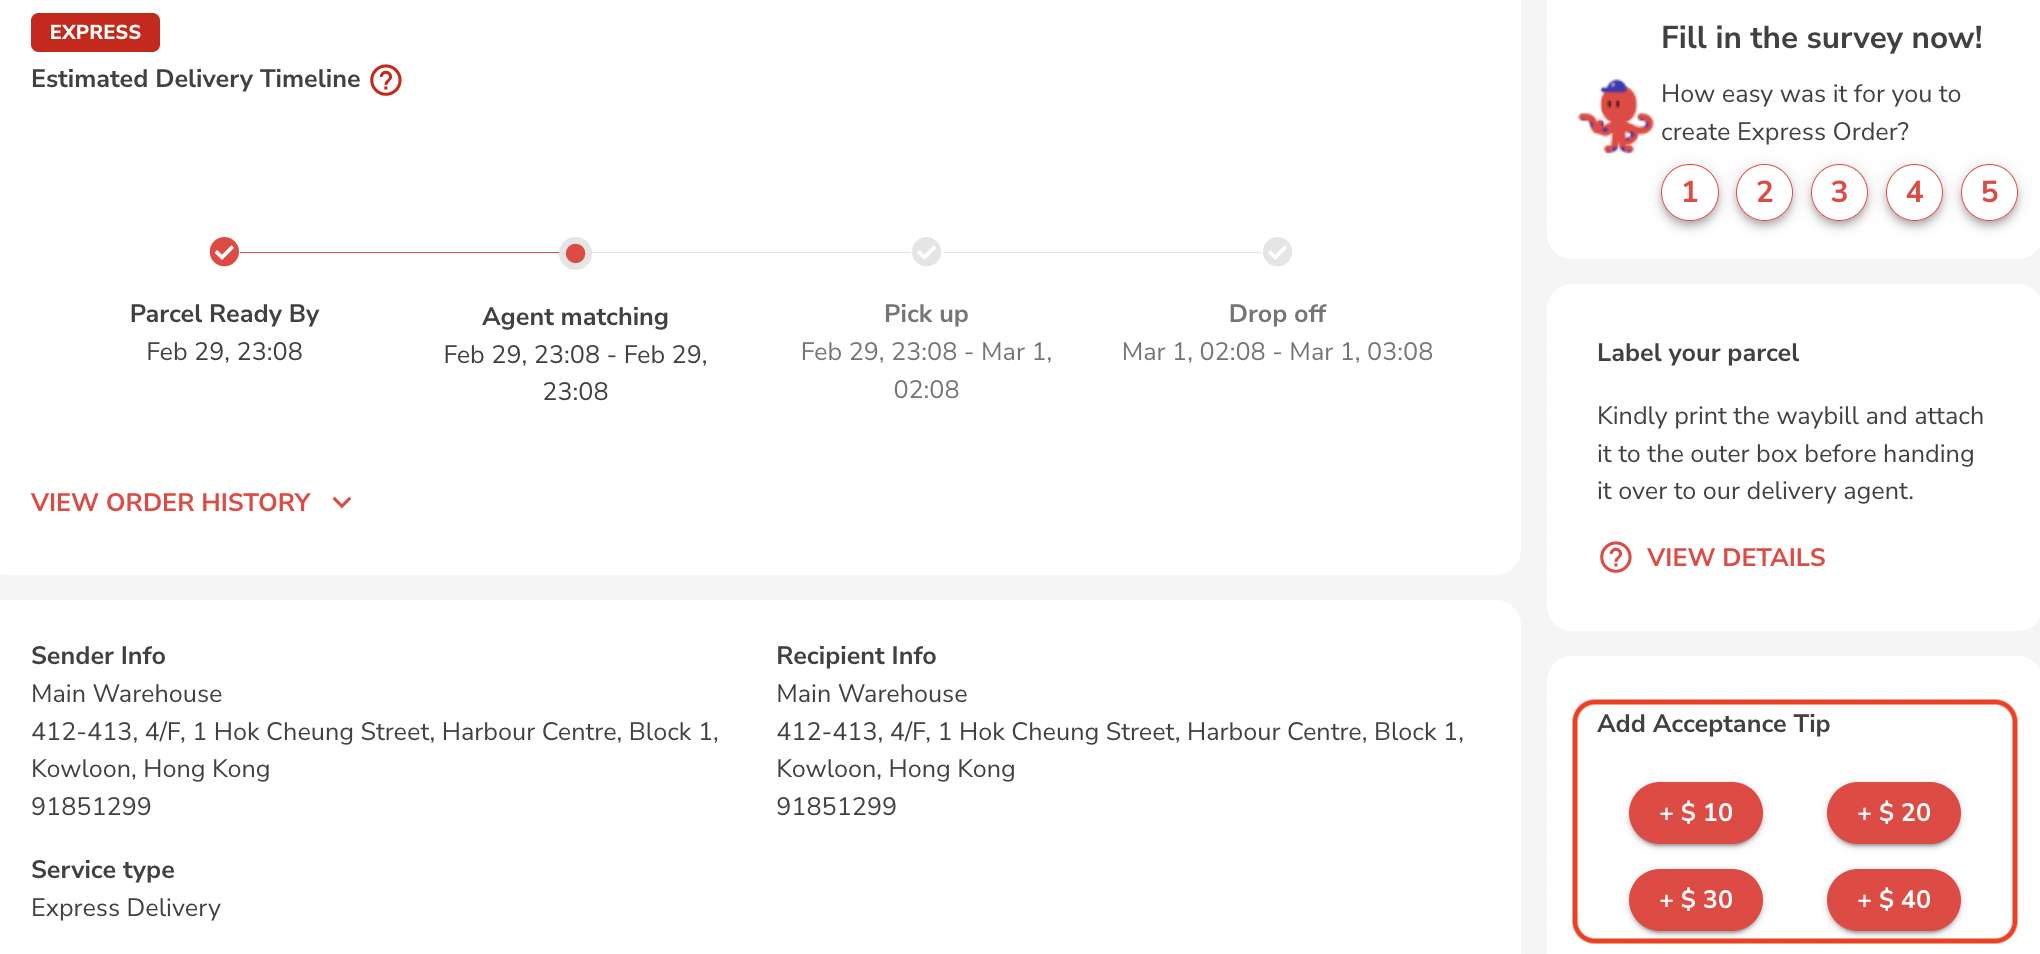 EXPRESS
Estimated Delivery Timeline ?
Parcel Ready By
Feb 29, 23:08
Agent matching
Feb 29, 23:08 - Feb 29,
23:08
Pick up
Feb 29, 23:08 - Mar 1,
02:08
Drop off
Mar 1, 02:08 - Mar 1, 03:08
VIEW ORDER HISTORY
Sender Info
Main Warehouse
412-413, 4/F, 1 Hok Cheung Street, Harbour Centre, Block 1,
Kowloon, Hong Kong
91851299
Service type
Express Delivery
Recipient Info
Main Warehouse
412-413, 4/F, 1 Hok Cheung Street, Harbour Centre, Block 1,
Kowloon, Hong Kong
91851299
Fill in the survey now!
How easy was it for you to
create Express Order?
1 2 3 4 5
Label your parcel
Kindly print the waybill and attach
it to the outer box before handing
it over to our delivery agent.
? VIEW DETAILS
Add Acceptance Tip
+ $ 10 + $ 20
+ $ 30 + $ 40